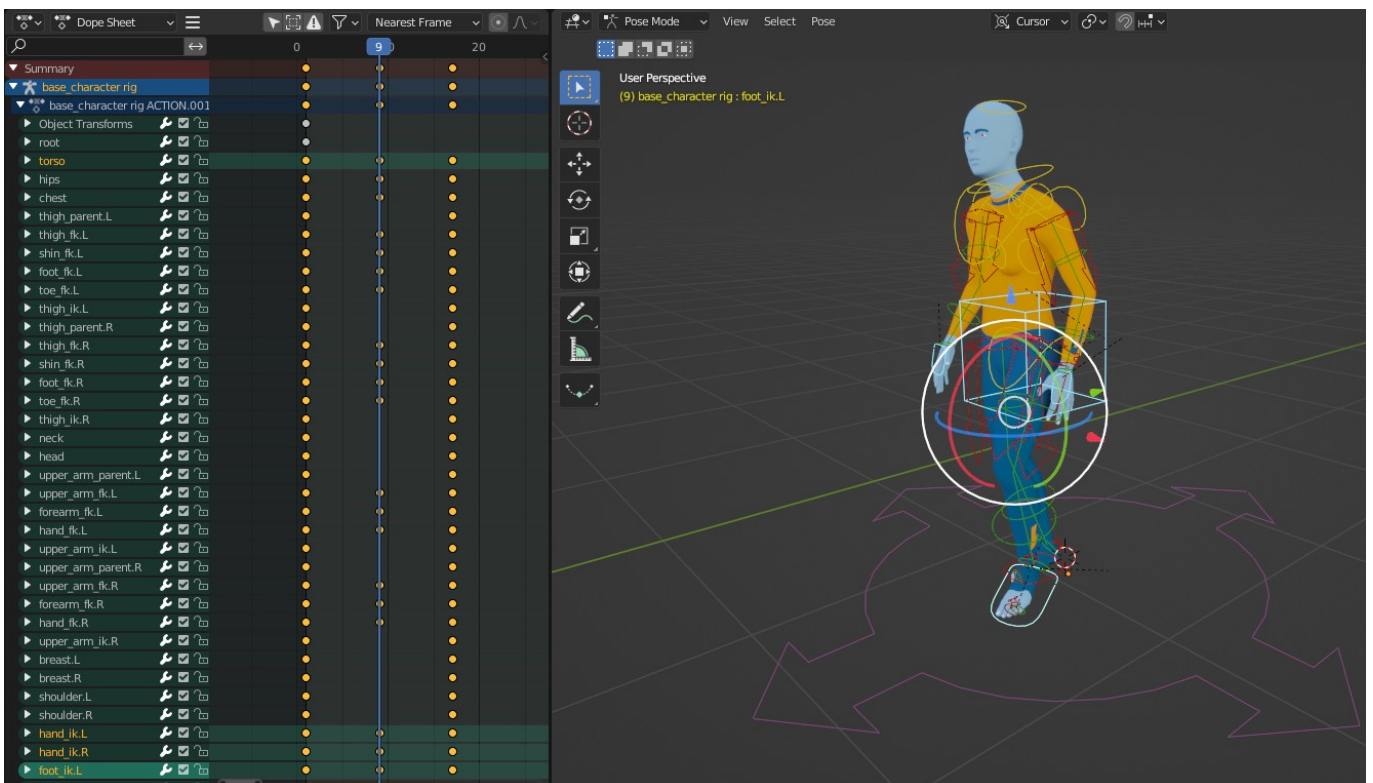 Dope Sheet
Nearest Frame
Pose Mode
View
Select
Pose
Cursor
0
9
20
Summary
base_character rig
base_character rig ACTION.001
Object Transforms
root
torso
hips
chest
thigh_parent.L
thigh_fk.L
shin_fk.L
foot_fk.L
toe_fk.L
thigh_ik.L
thigh_parent.R
thigh_fk.R
shin_fk.R
foot_fk.R
toe_fk.R
thigh_ik.R
neck
head
upper_arm_parent.L
upper_arm_fk.L
forearm_fk.L
hand_fk.L
upper_arm_ik.L
upper_arm_parent.R
upper_arm_fk.R
forearm_fk.R
hand_fk.R
upper_arm_ik.R
breast.L
breast.R
shoulder.L
shoulder.R
hand_ik.L
hand_ik.R
foot_ik.L
User Perspective
(9) base_character rig : foot_ik.L